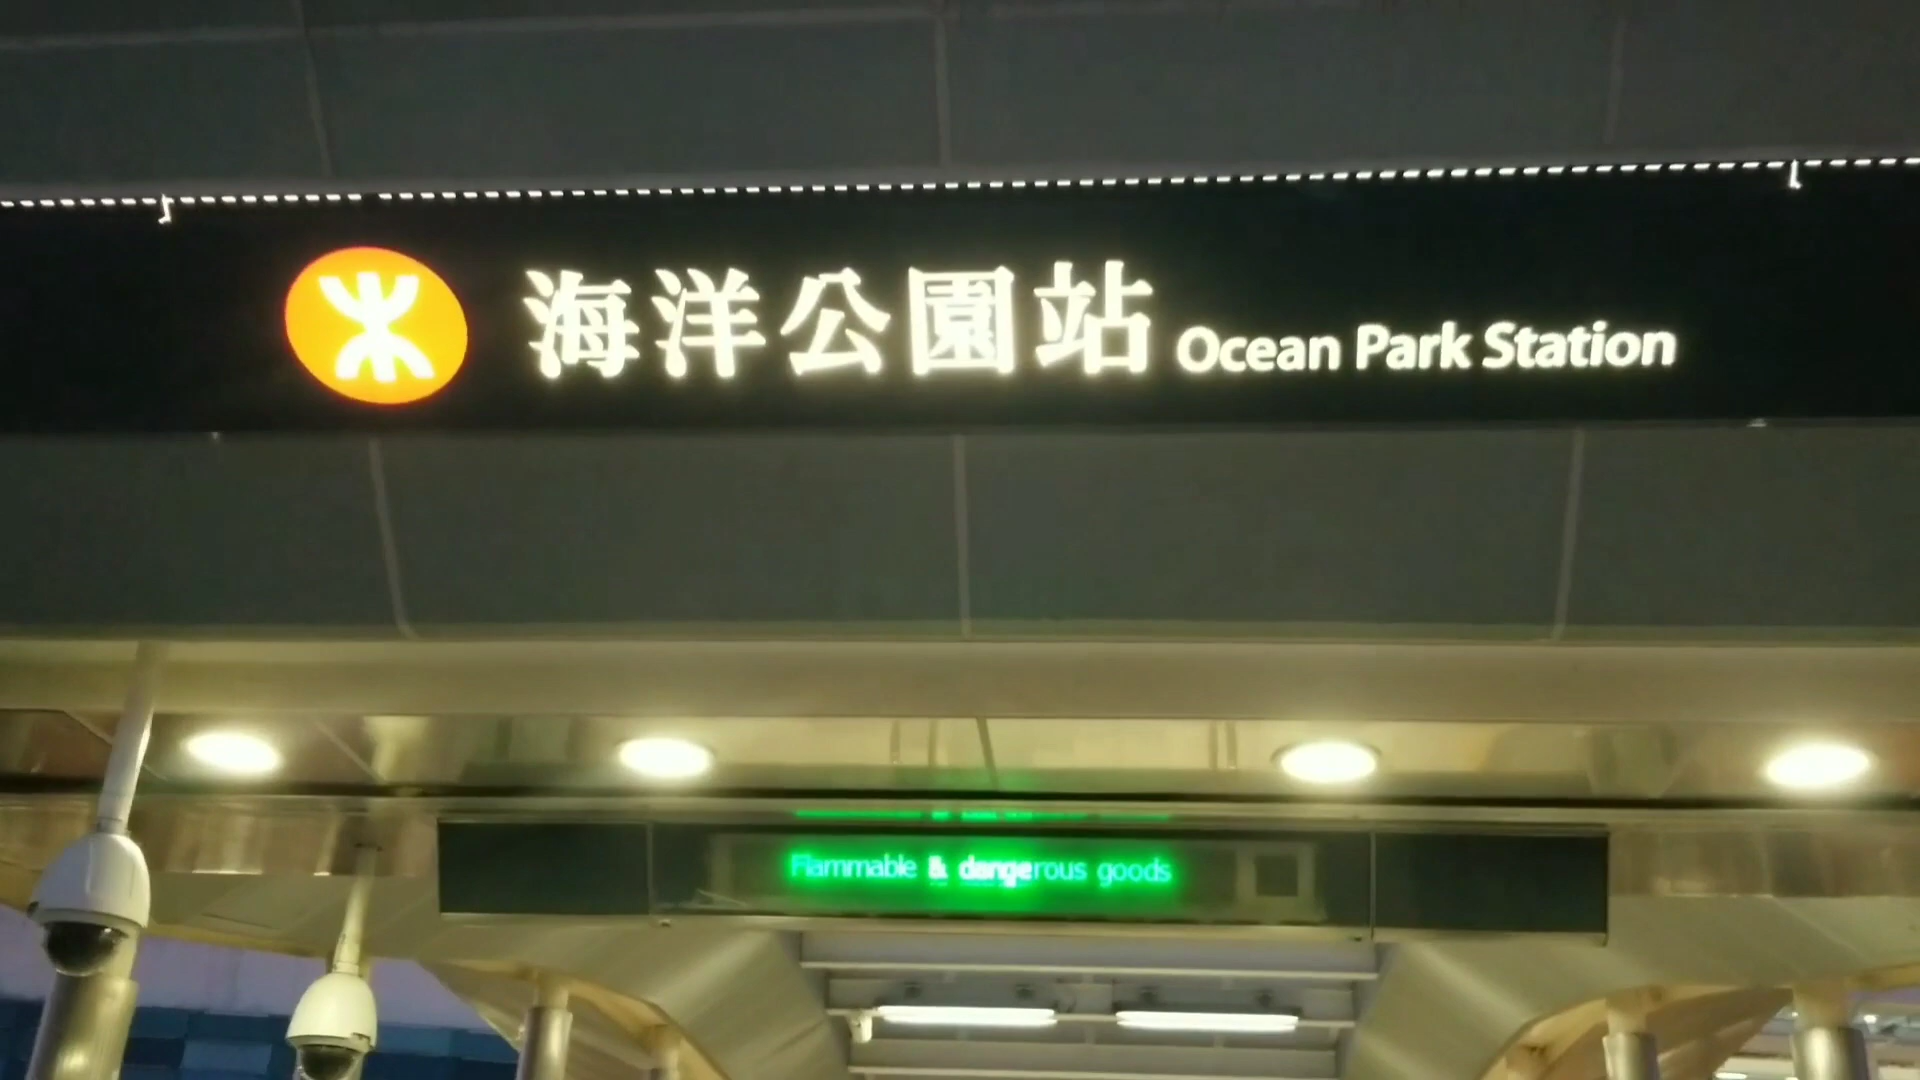 海洋公園站 Ocean Park Station
Flammable & dangerous goods